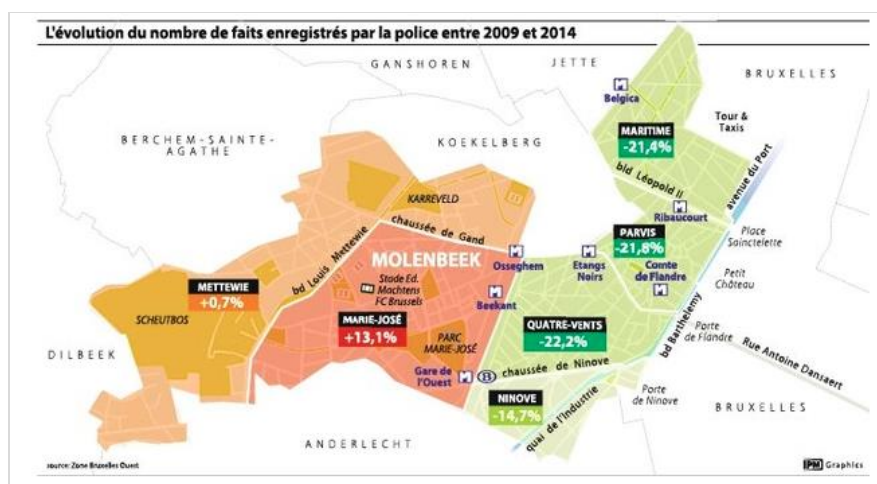 L'évolution du nombre de faits enregistrés par la police entre 2009 et 2014
GANSHOREN
JETTE
BRUXELLES
Belgica
Tour &
Taxis
BERCHEM-SAINTE-
AGATHE
KOEKELBERG
MARITIME
-21,4%
avenue du Port
bld Léopold II
KARREVELD
Ribaucourt
chaussée de Gand
PARVIS
-21,8%
Place
Sainctelette
bd Louis Mettewie
MOLENBEEK
Osseghem
Etangs
Noirs
Comte
de Flandre
Petit
Château
METTEWIE
+0,7%
Stade Ed.
Machtens
FC Brussels
Beekant
SCHEUTBOS
MARIE-JOSÉ
+13,1%
PARC
MARIE-JOSÉ
QUATRE-VENTS
-22,2%
bd Barthelemy
Porte
de Flandre
Rue Antoine Dansaert
DILBEEK
Gare de
l'Ouest
B
chaussée de Ninove
NINOVE
-14,7%
quai de l'Industrie
Porte
de Ninove
BRUXELLES
ANDERLECHT
source: Zone Bruxelles Ouest
IPM Graphics